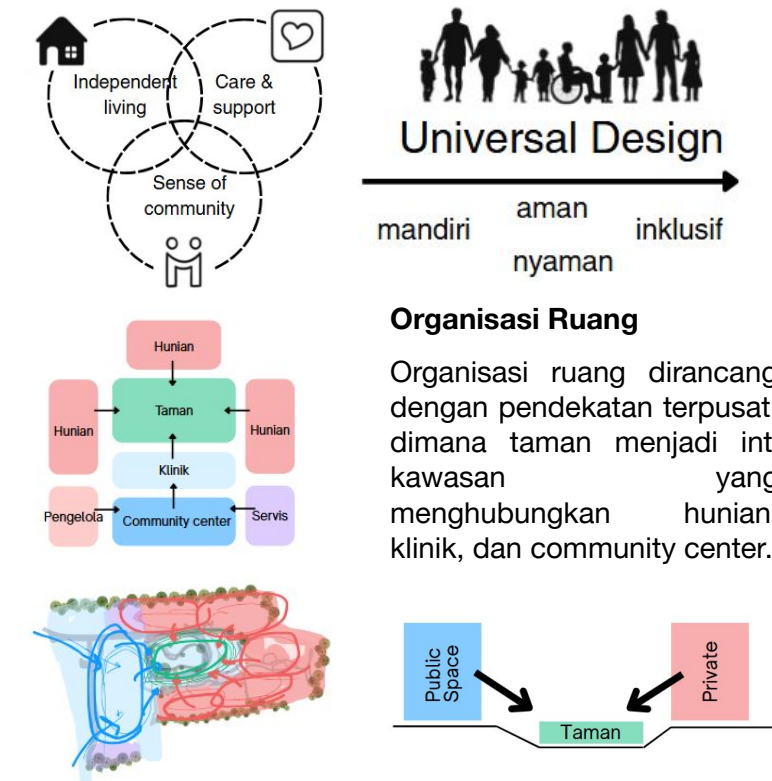 Independent
living
Care &
support
Sense of
community
Universal Design
mandiri
aman
nyaman
inklusif
Hunian
Hunian
Taman
Hunian
Klinik
Pengelola
Community center
Servis
Organisasi Ruang
Organisasi ruang dirancang
dengan pendekatan terpusat
dimana taman menjadi int
kawasan yang
menghubungkan hunian
klinik, dan community center.
Public
Space
Taman
Private